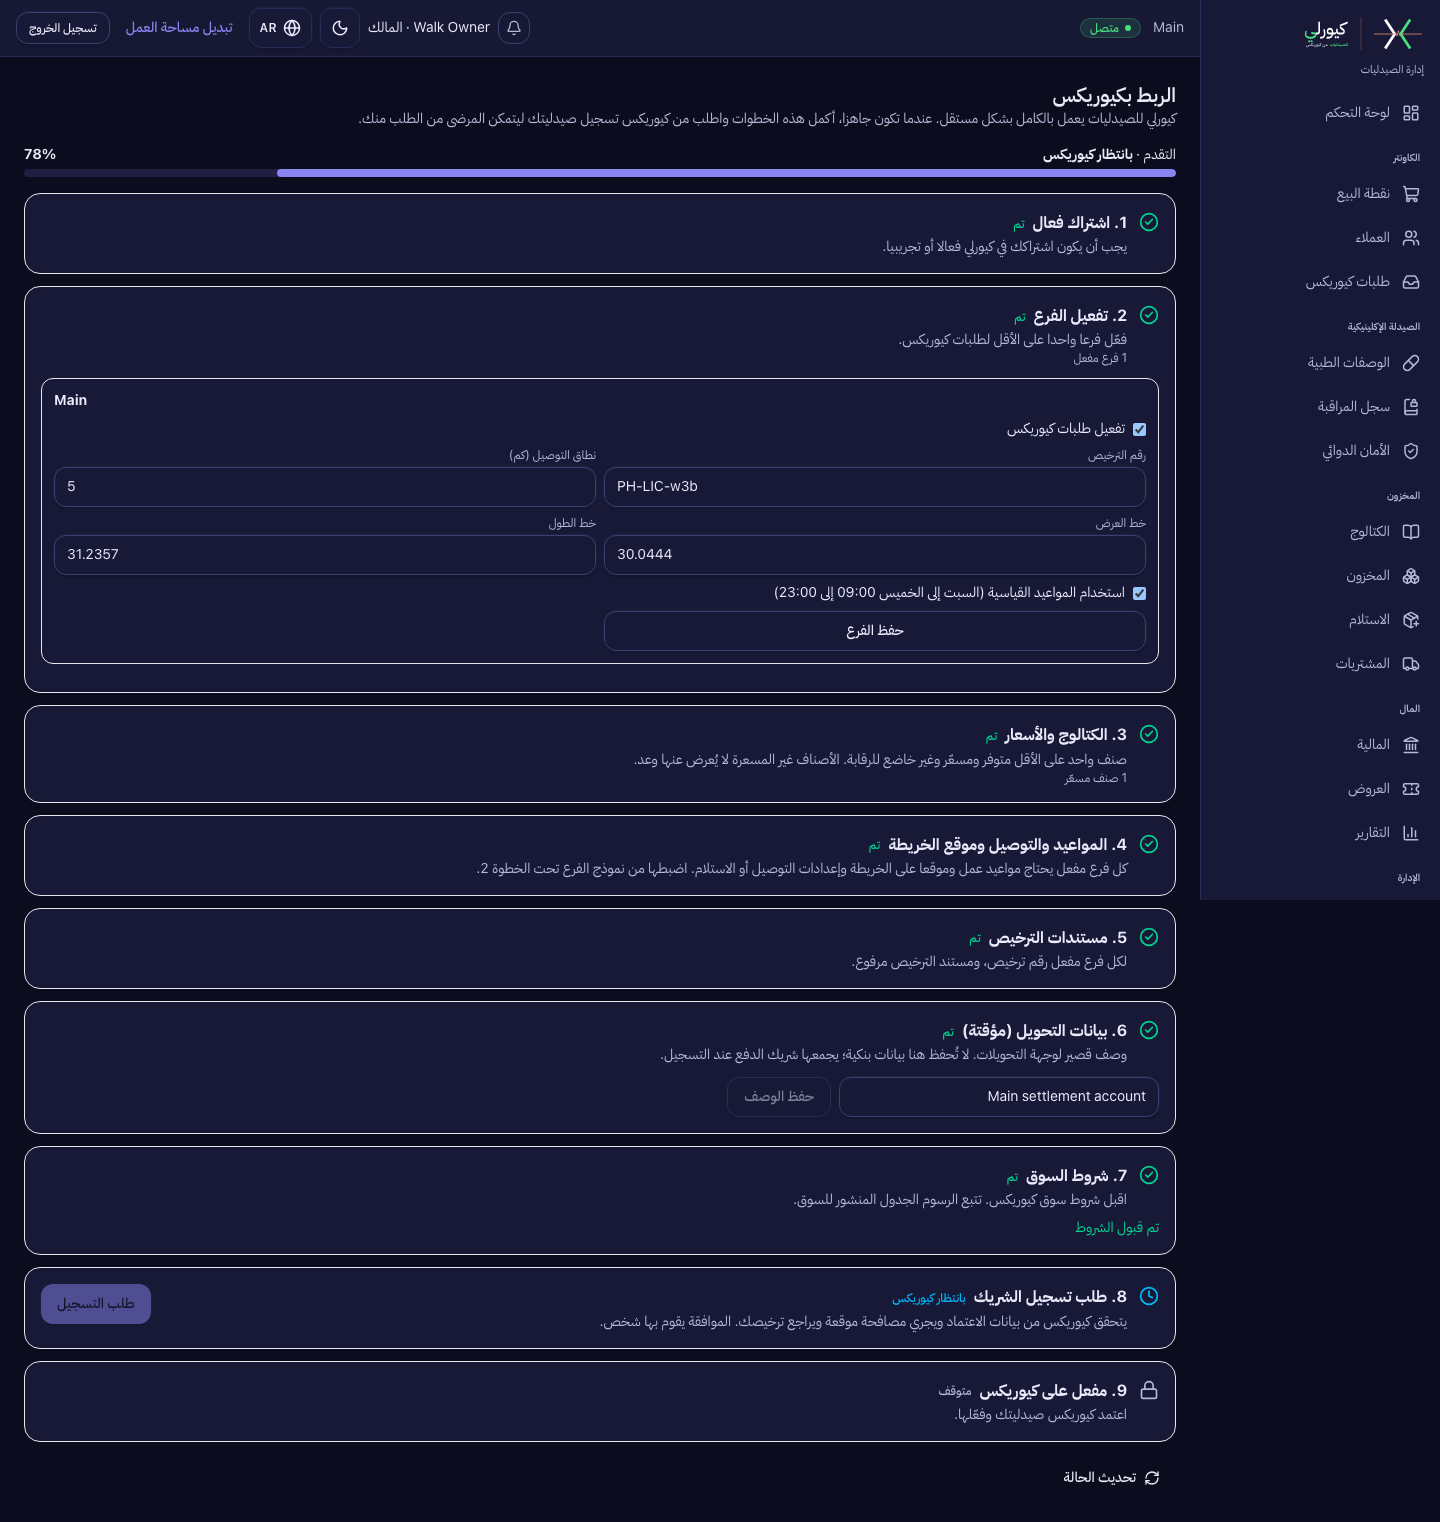 كيورلي
إدارة الصيدليات
لوحة التحكم
الكاونتر
نقطة البيع
العملاء
طلبات كيوريكس
الصيدلة الإكلينيكية
الوصفات الطبية
سجل المراقبة
الأمان الدوائي
المخزون
الكتالوج
المخزون
الاستلام
المشتريات
المال
المالية
العروض
التقارير
الإدارة
Main
متصل
Walk Owner · المالك
AR
تبديل مساحة العمل
تسجيل الخروج
الربط بكيوريكس
كيورلي للصيدليات يعمل بالكامل بشكل مستقل. عندما تكون جاهزا، أكمل هذه الخطوات واطلب من كيوريكس تسجيل صيدليتك ليتمكن المرضى من الطلب منك.
التقدم · بانتظار كيوريكس
78%
1. اشتراك فعال تم
يجب أن يكون اشتراكك في كيورلي فعالا أو تجريبيا.
2. تفعيل الفرع تم
فعّل فرعا واحدا على الأقل لطلبات كيوريكس.
1 فرع مفعل
Main
تفعيل طلبات كيوريكس
رقم الترخيص
PH-LIC-w3b
نطاق التوصيل (كم)
5
خط العرض
30.0444
خط الطول
31.2357
استخدام المواعيد القياسية (السبت إلى الخميس 09:00 إلى 23:00)
حفظ الفرع
3. الكتالوج والأسعار تم
صنف واحد على الأقل متوفر ومسعّر وغير خاضع للرقابة. الأصناف غير المسعرة لا يُعرض عنها وعد.
1 صنف مسعّر
4. المواعيد والتوصيل وموقع الخريطة تم
كل فرع مفعل يحتاج مواعيد عمل وموقعا على الخريطة وإعدادات التوصيل أو الاستلام. اضبطها من نموذج الفرع تحت الخطوة 2.
5. مستندات الترخيص تم
لكل فرع مفعل رقم ترخيص، ومستند الترخيص مرفوع.
6. بيانات التحويل (مؤقتة) تم
وصف قصير لوجهة التحويلات. لا تُحفظ هنا بيانات بنكية؛ يجمعها شريك الدفع عند التسجيل.
Main settlement account
حفظ الوصف
7. شروط السوق تم
اقبل شروط سوق كيوريكس. تتبع الرسوم الجدول المنشور للسوق.
تم قبول الشروط
8. طلب تسجيل الشريك بانتظار كيوريكس
يتحقق كيوريكس من بيانات الاعتماد ويجري مصافحة موقعة ويراجع ترخيصك. الموافقة يقوم بها شخص.
طلب التسجيل
9. مفعل على كيوريكس متوقف
اعتمد كيوريكس صيدليتك وفعّلها.
تحديث الحالة